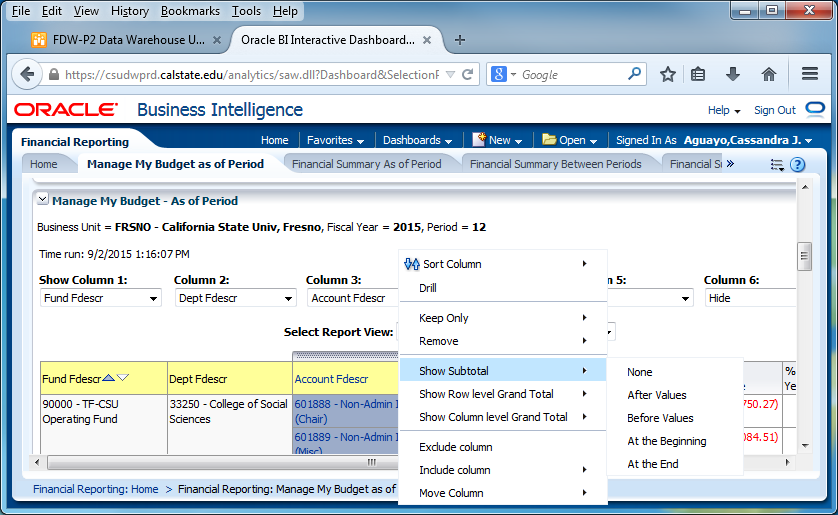 File Edit View History Bookmarks Tools Help
FDW-P2 Data Warehouse U... Oracle BI Interactive Dashboard...
https://csudwprd.calstate.edu/analytics/saw.dll?Dashboard&Selection Google
ORACLE Business Intelligence Help Sign Out
Financial Reporting Home Favorites Dashboards New Open Signed In As Aguayo,Cassandra J.
Home Manage My Budget as of Period Financial Summary As of Period Financial Summary Between Periods Financial »
Manage My Budget - As of Period
Business Unit = FRSNO - California State Univ, Fresno, Fiscal Year = 2015, Period = 12
Time run: 9/2/2015 1:16:07 PM
Show Column 1: Column 2: Column 3: 5: Column 6:
Fund Fdescr Dept Fdescr Account Fdescr Hide
Select Report View:
Fund Fdescr Dept Fdescr Account Fdescr %
90000 - TF-CSU Operating Fund
33250 - College of Social Sciences
601888 - Non-Admin (Chair) 750.27)
601889 - Non-Admin (Misc) 084.51)
Sort Column
Drill
Keep Only
Remove
Show Subtotal
Show Row level Grand Total
Show Column level Grand Total
Exclude column
Include column
Move Column
None
After Values
Before Values
At the Beginning
At the End
Financial Reporting: Home > Financial Reporting: Manage My Budget as of